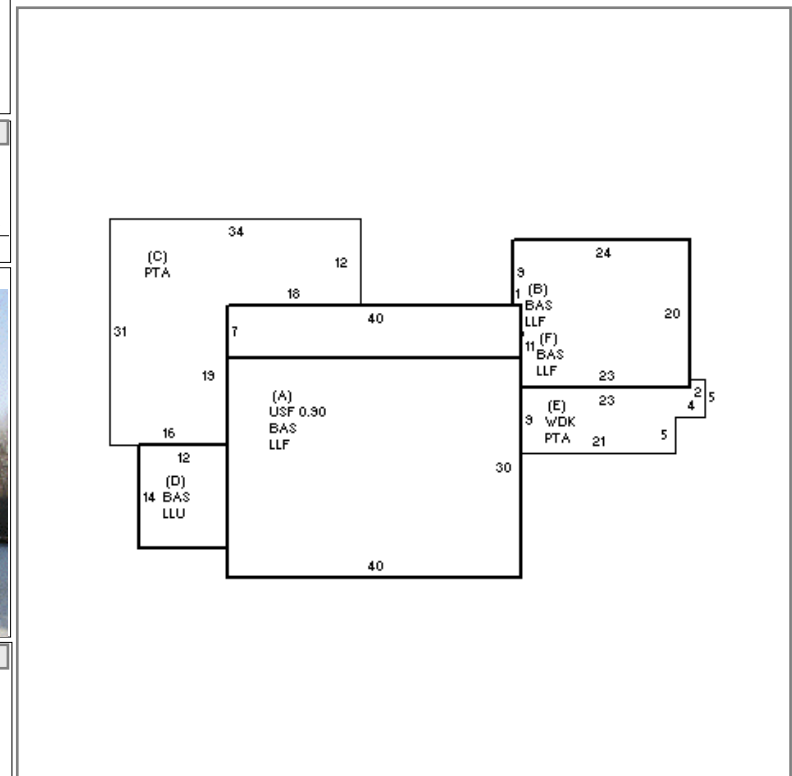 34
(C)
PTA
12
18
31
19
16
24
9
1
(B)
BAS
LLF
20
11
(F)
BAS
LLF
23
40
7
(A)
USF 0.90
BAS
LLF
30
40
12
(D)
14 BAS
LLU
23
2
5
4
(E)
9 WDK
PTA
21
5